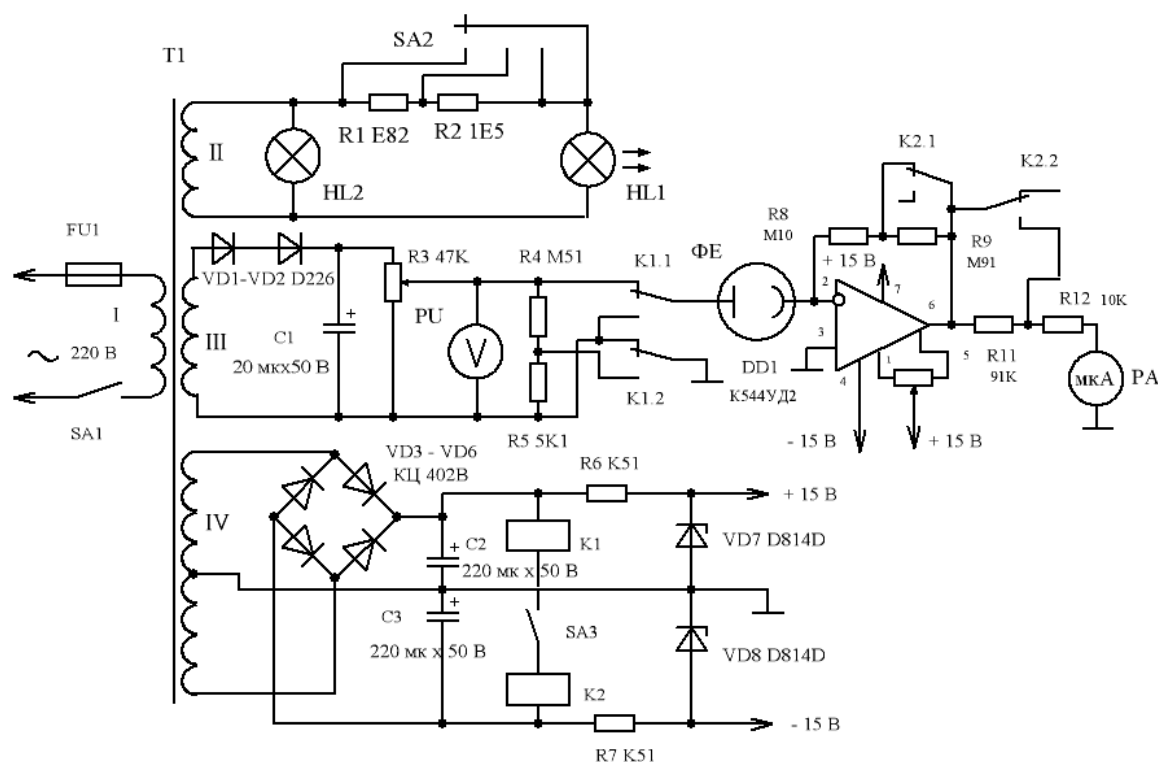 SA2
T1
R1 E82
R2 1E5
II
HL2
HL1
K2.1
K2.2
FU1
I
220 В
SA1
VD1-VD2 D226
R3 47K
R4 M51
K1.1
ФЕ
R8
M10
R9
M91
+ 15 В
2
7
6
3
4
1
5
R12
10K
III
+
C1
20 мкх50 В
PU
V
DD1
К544УД2
R11
91K
мкА
PA
K1.2
R5 5K1
- 15 В
+ 15 В
VD3 - VD6
КЦ 402В
R6 K51
+ 15 В
IV
+
C2
220 мк х 50 В
K1
VD7 D814D
+
C3
220 мк х 50 В
SA3
VD8 D814D
K2
- 15 В
R7 K51